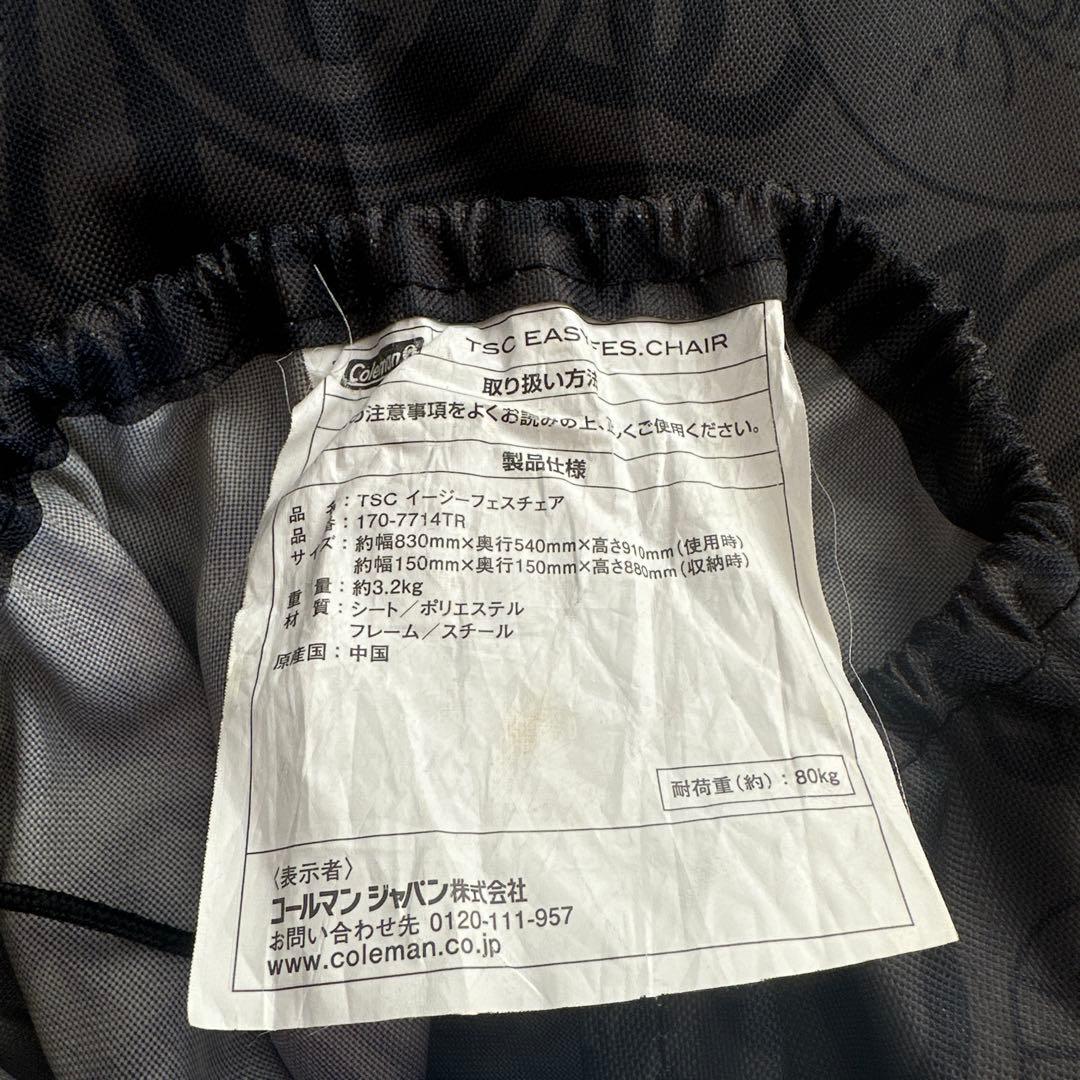 Coleman
TSC EAS FES.CHAIR
取り扱い方法
の注意事項をよくお読みの上、しくご使用ください。
製品仕様
品 名：TSC イージーフェスチェア
品 番：170-7714TR
サイズ：約幅830mm×奥行540mm×高さ910mm（使用時）
約幅150mm×奥行150mm×高さ880mm（収納時）
重 量：約3.2kg
材 質：シート／ポリエステル
フレーム／スチール
原産国：中国
耐荷重（約）：80kg
〈表示者〉
コールマン ジャパン株式会社
お問い合わせ先 0120-111-957
www.coleman.co.jp